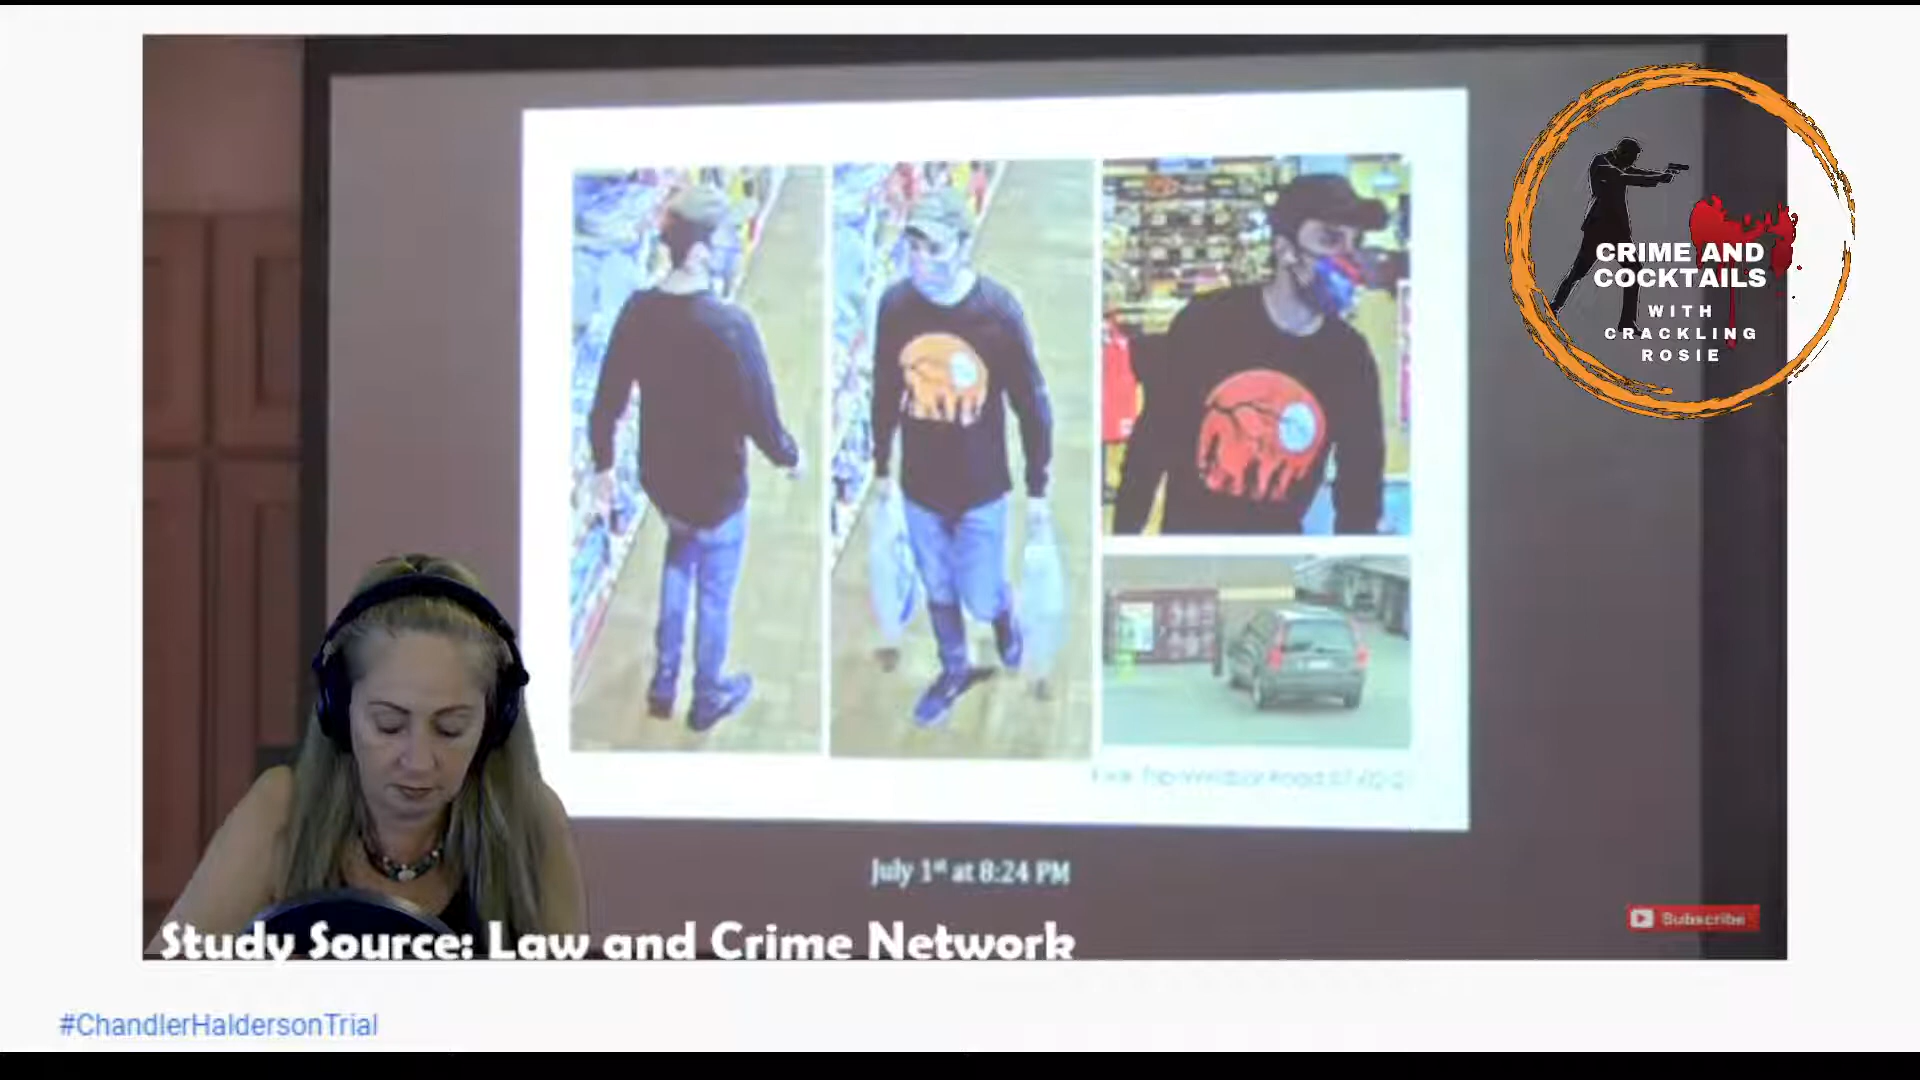 CRIME AND
COCKTAILS
WITH
CRACKLING
ROSIE
July 1st at 8:24 PM
Subscribe
Study Source: Law and Crime Network
#ChandlerHaldersonTrial